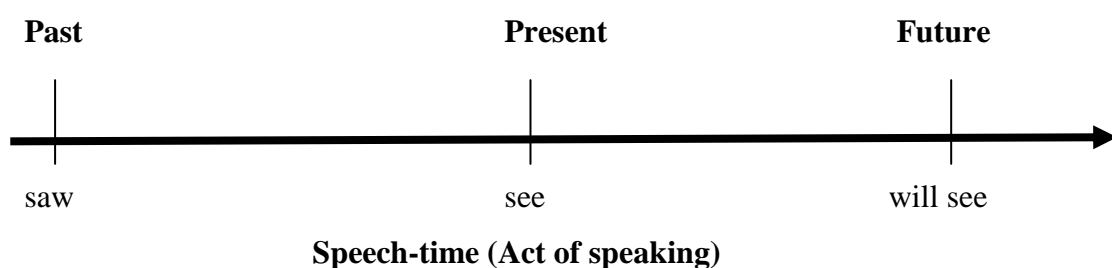 Past Present Future
saw see will see
Speech-time (Act of speaking)